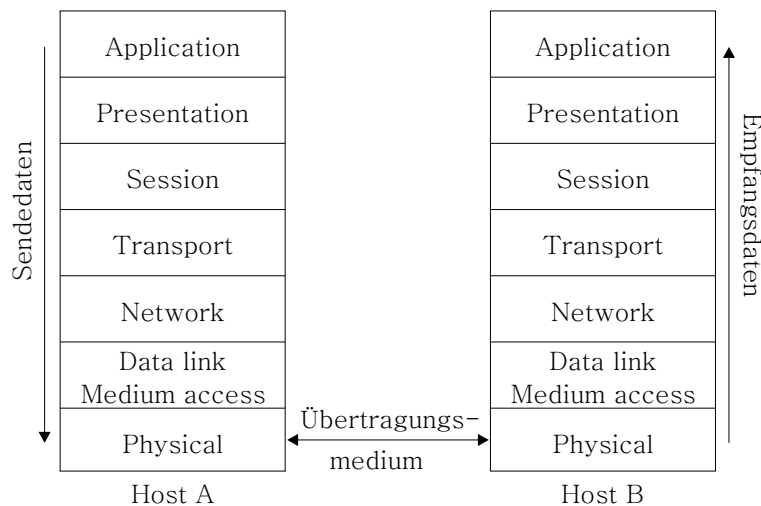 Sendedaten
Application
Presentation
Session
Transport
Network
Data link
Medium access
Physical
Host A
Übertragungs-
medium
Application
Presentation
Session
Transport
Network
Data link
Medium access
Physical
Host B
Empfangsdaten